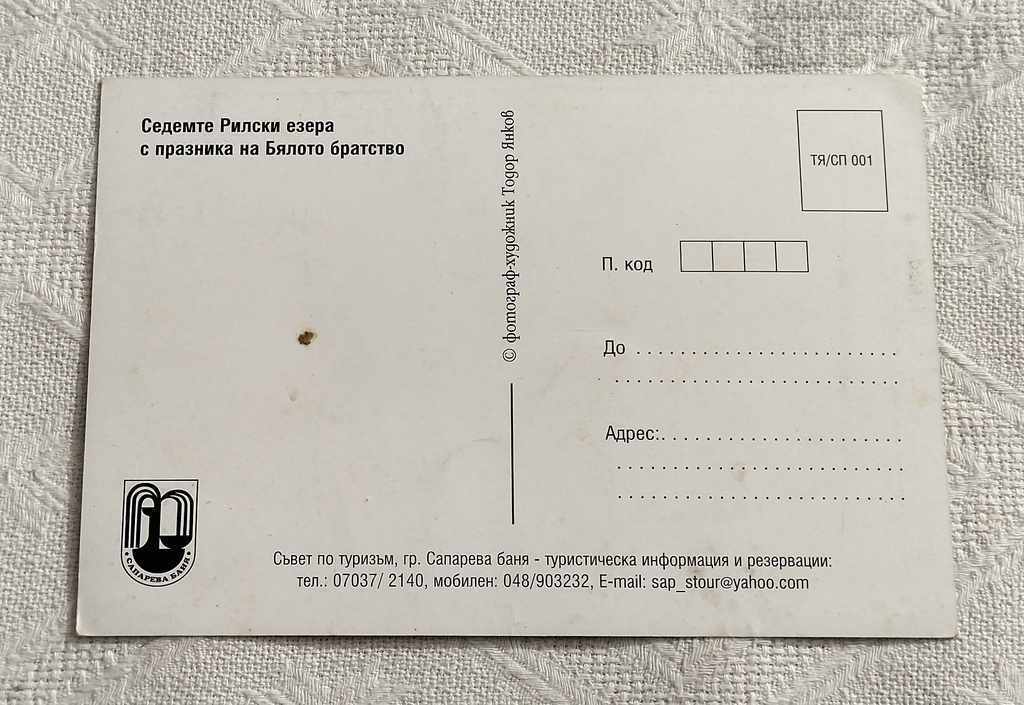 Седемте Рилски езера
с празника на Бялото братство
© фотограф-художник Тодор Янков
ТЯ/СП 001
П. код
До
Адрес:
• САПАРЕВА БАНЯ •
Съвет по туризъм, гр. Сапарева баня - туристическа информация и резервации:
тел.: 07037/ 2140, мобилен: 048/903232, E-mail: sap_stour@yahoo.com